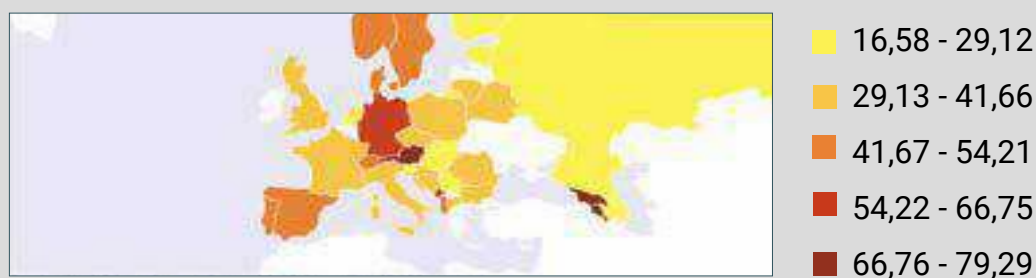 16,58 - 29,12
29,13 - 41,66
41,67 - 54,21
54,22 - 66,75
66,76 - 79,29